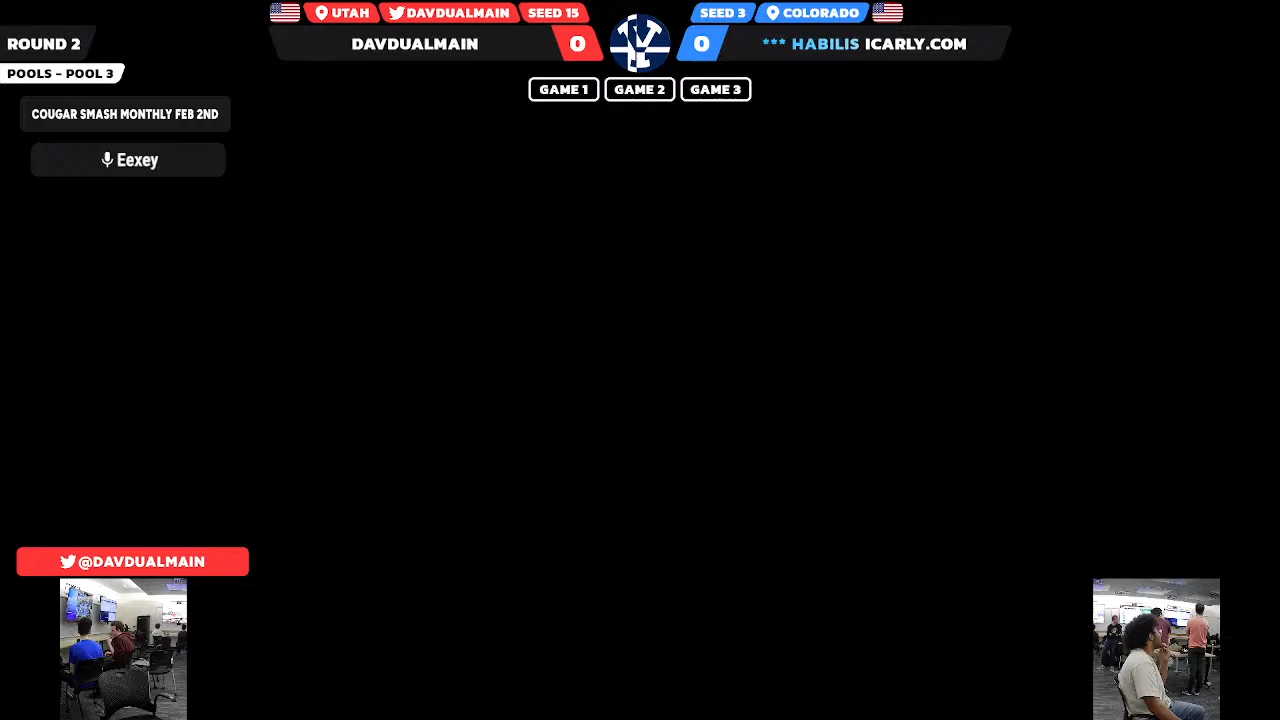 UTAH DAVDUALMAIN SEED 15
SEED 3 COLORADO
ROUND 2
DAVDUALMAIN 0
0 *** HABILIS ICARLY.COM
POOLS - POOL 3
GAME 1 GAME 2 GAME 3
COUGAR SMASH MONTHLY FEB 2ND
Eexey
@DAVDUALMAIN